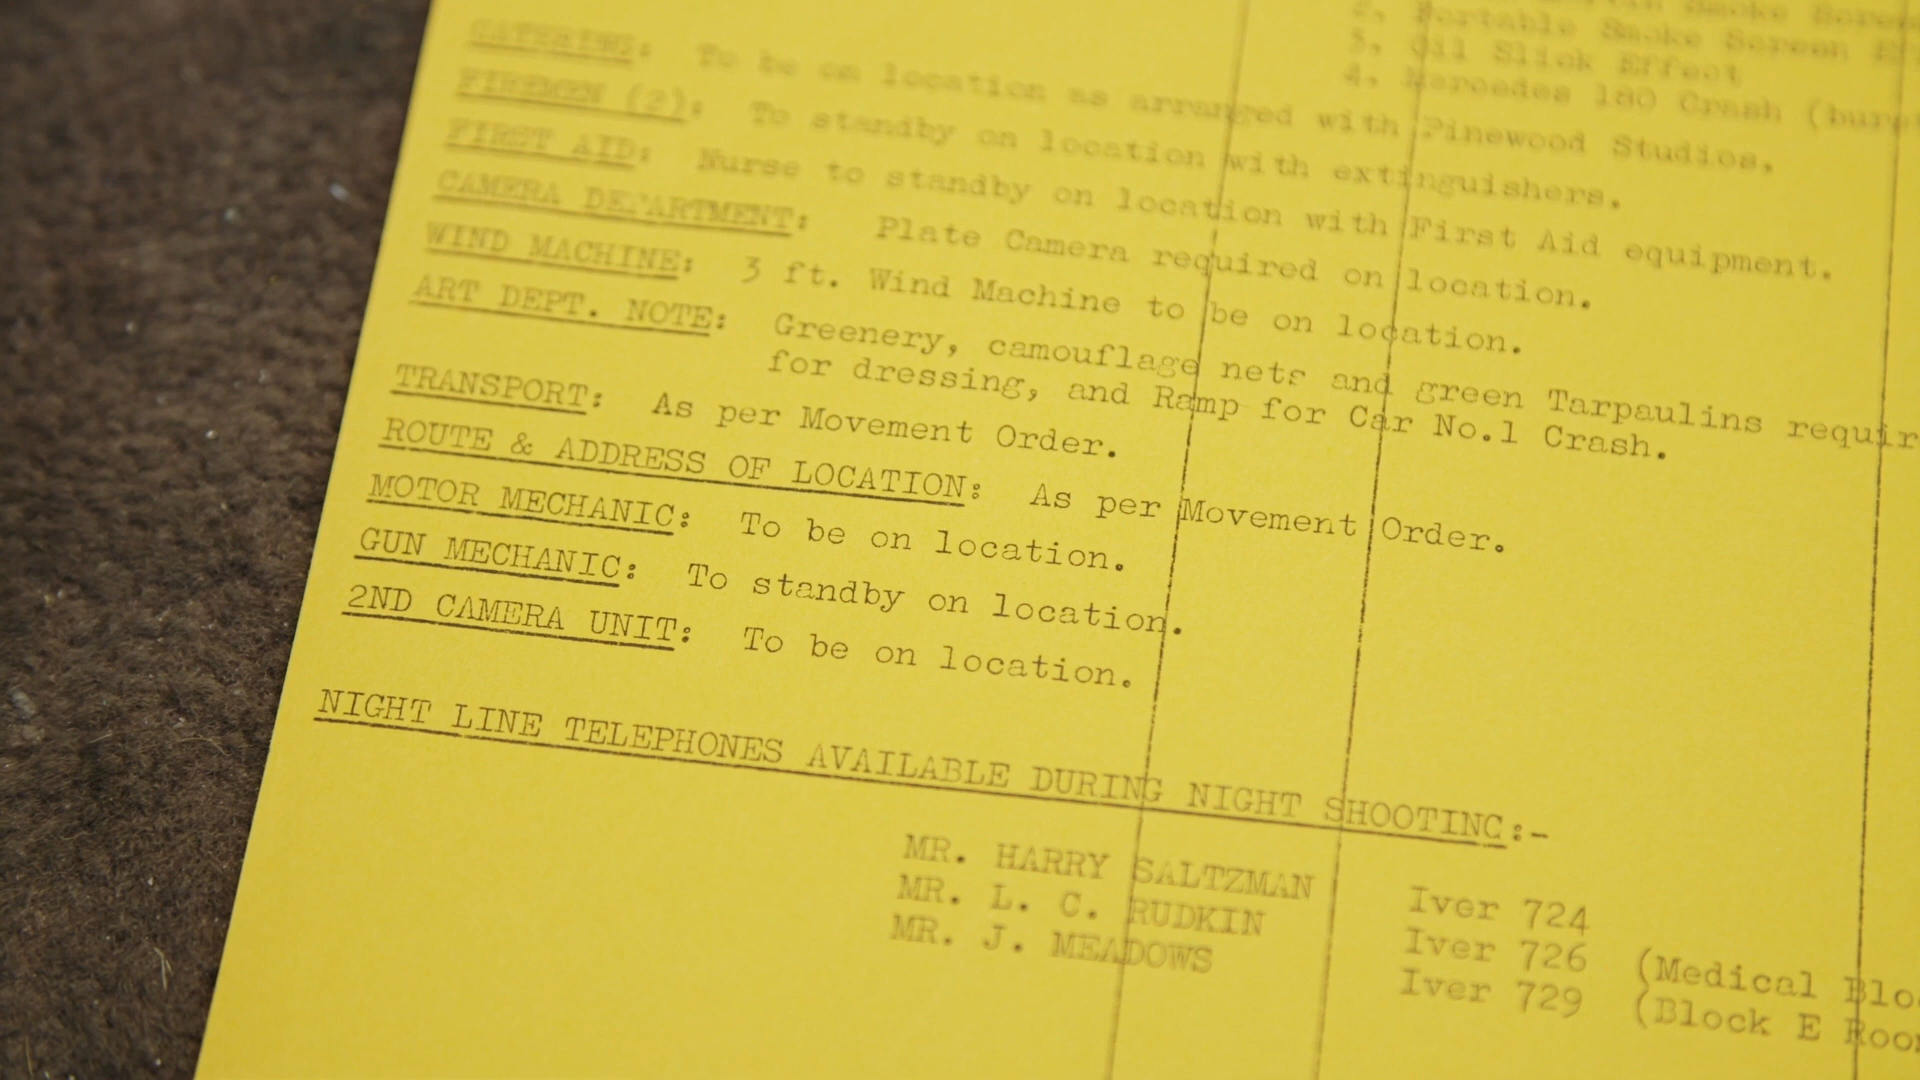 Smoke Screen
2. Portable Smoke Screen
3. Oil Slick Effect
4. Mercedes 180 Crash (burst
CATERING: To be on location as arranged with Pinewood Studios.
FIREMEN (2): To standby on location with extinguishers.
FIRST AID: Nurse to standby on location with First Aid equipment.
CAMERA DEPARTMENT: Plate Camera required on location.
WIND MACHINE: 3 ft. Wind Machine to be on location.
ART DEPT. NOTE: Greenery, camouflage nets and green Tarpaulins requir
for dressing, and Ramp for Car No.1 Crash.
TRANSPORT: As per Movement Order.
ROUTE & ADDRESS OF LOCATION: As per Movement Order.
MOTOR MECHANIC: To be on location.
GUN MECHANIC: To standby on location.
2ND CAMERA UNIT: To be on location.
NIGHT LINE TELEPHONES AVAILABLE DURING NIGHT SHOOTING:-
MR. HARRY SALTZMAN Iver 724
MR. L. C. RUDKIN Iver 726 (Medical Blo
MR. J. MEADOWS Iver 729 (Block E Roo